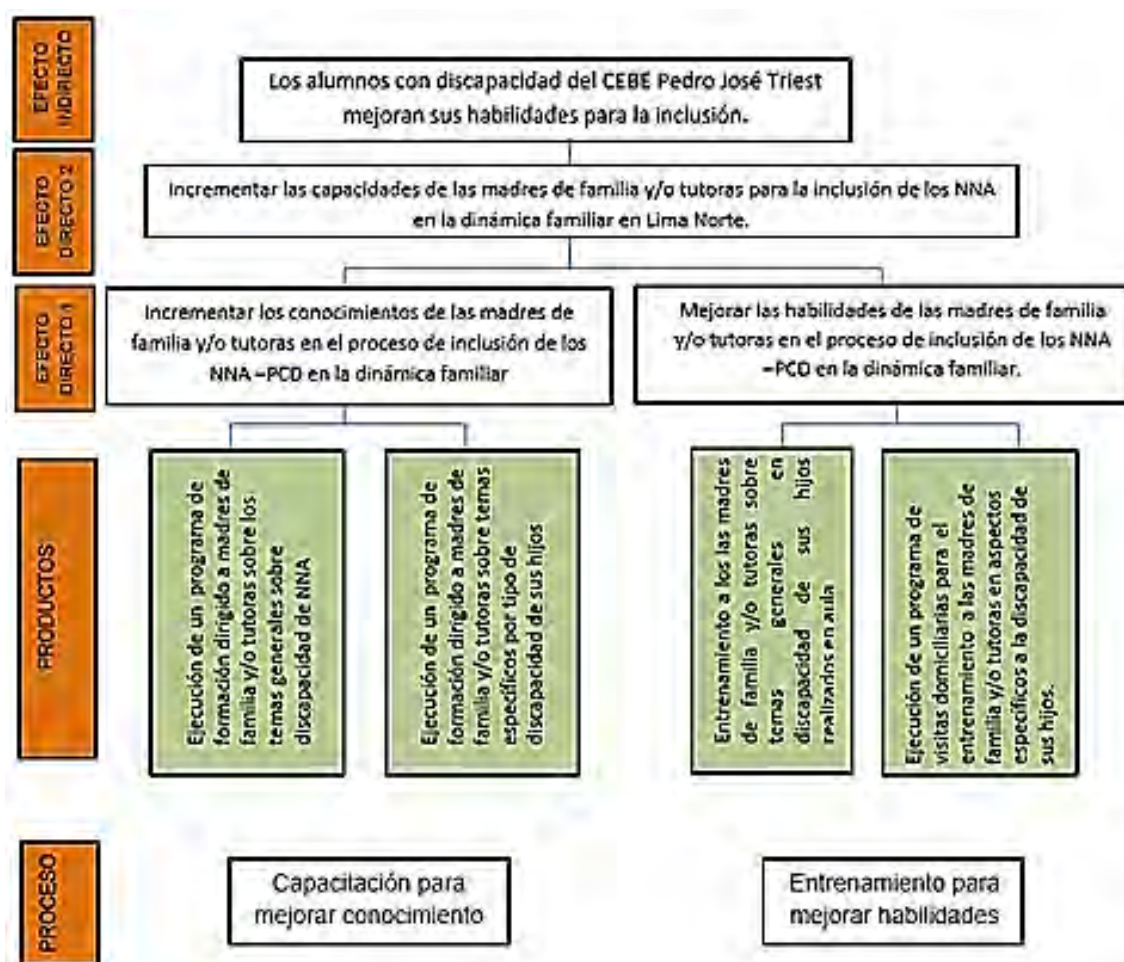 EFECTO
INDIRECTO
Los alumnos con discapacidad del CEBE Pedro José Triest
mejoran sus habilidades para la inclusión.
EFECTO
DIRECTO 2
Incrementar las capacidades de las madres de familia y/o tutoras para la inclusión de los NNA
en la dinámica familiar en Lima Norte.
EFECTO
DIRECTO 1
Incrementar los conocimientos de las madres de
familia y/o tutoras en el proceso de inclusión de los
NNA –PCD en la dinámica familiar
Mejorar las habilidades de las madres de familia
y/o tutoras en el proceso de inclusión de los NNA
–PCD en la dinámica familiar.
PRODUCTOS
Ejecución de un programa de
formación dirigido a madres de
familia y/o tutoras sobre los
temas generales sobre
discapacidad de NNA
Ejecución de un programa de
formación dirigido a madres de
familia y/o tutoras sobre temas
específicos por tipo de
discapacidad de sus hijos
Entrenamiento a los las madres
de familia y/o tutoras sobre
temas generales en
discapacidad de sus hijos
realizados en aula
Ejecución de un programa de
visitas domiciliarias para el
entrenamiento a las madres de
familia y/o tutoras en aspectos
específicos a la discapacidad de
sus hijos.
PROCESO
Capacitación para
mejorar conocimiento
Entrenamiento para
mejorar habilidades